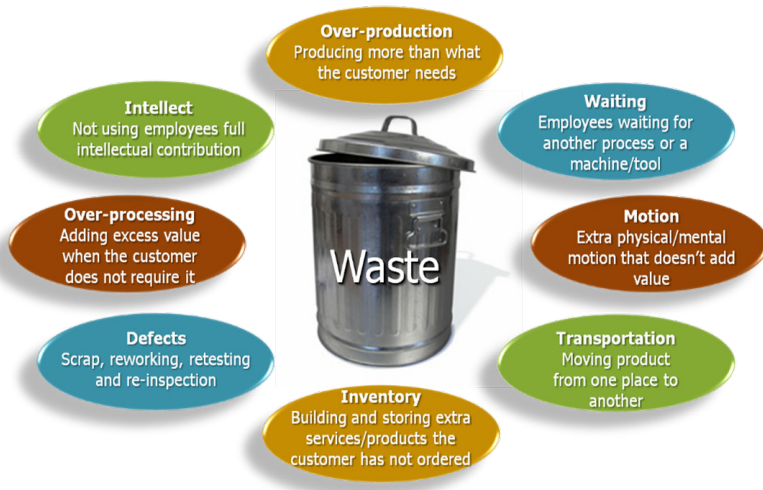 Over-production
Producing more than what
the customer needs
Intellect
Not using employees full
intellectual contribution
Waiting
Employees waiting for
another process or a
machine/tool
Over-processing
Adding excess value
when the customer
does not require it
Waste
Motion
Extra physical/mental
motion that doesn't add
value
Defects
Scrap, reworking, retesting
and re-inspection
Transportation
Moving product
from one place to
another
Inventory
Building and storing extra
services/products the
customer has not ordered